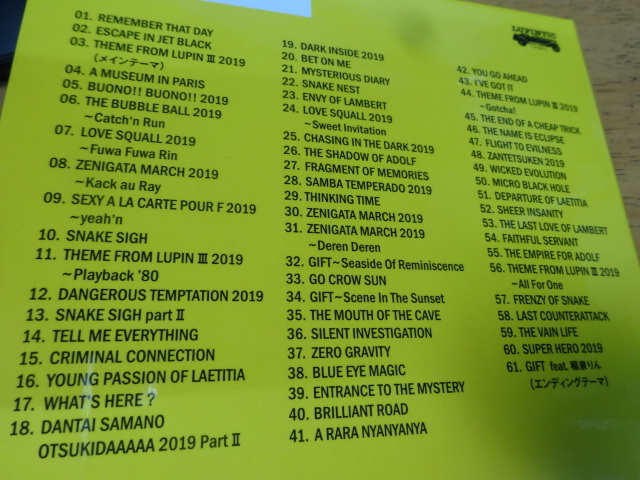 01. REMEMBER THAT DAY
02. ESCAPE IN JET BLACK
03. THEME FROM LUPIN Ⅲ 2019
(メインテーマ)
04. A MUSEUM IN PARIS
05. BUONO!! BUONO!! 2019
06. THE BUBBLE BALL 2019
~Catch'n Run
07. LOVE SQUALL 2019
~Fuwa Fuwa Rin
08. ZENIGATA MARCH 2019
~Kack au Ray
09. SEXY A LA CARTE POUR F 2019
~yeah'n
10. SNAKE SIGH
11. THEME FROM LUPIN Ⅲ 2019
~Playback '80
12. DANGEROUS TEMPTATION 2019
13. SNAKE SIGH part Ⅱ
14. TELL ME EVERYTHING
15. CRIMINAL CONNECTION
16. YOUNG PASSION OF LAETITIA
17. WHAT'S HERE ?
18. DANTAI SAMANO
OTSUKIDAAAAA 2019 Part Ⅱ
19. DARK INSIDE 2019
20. BET ON ME
21. MYSTERIOUS DIARY
22. SNAKE NEST
23. ENVY OF LAMBERT
24. LOVE SQUALL 2019
~Sweet Invitation
25. CHASING IN THE DARK 2019
26. THE SHADOW OF ADOLF
27. FRAGMENT OF MEMORIES
28. SAMBA TEMPERADO 2019
29. THINKING TIME
30. ZENIGATA MARCH 2019
31. ZENIGATA MARCH 2019
~Deren Deren
32. GIFT~Seaside Of Reminiscence
33. GO CROW SUN
34. GIFT~Scene In The Sunset
35. THE MOUTH OF THE CAVE
36. SILENT INVESTIGATION
37. ZERO GRAVITY
38. BLUE EYE MAGIC
39. ENTRANCE TO THE MYSTERY
40. BRILLIANT ROAD
41. A RARA NYANYANYA
LUPINTIC
42. YOU GO AHEAD
43. I'VE GOT IT
44. THEME FROM LUPIN Ⅲ 2019
~Gotcha!
45. THE END OF A CHEAP TRICK
46. THE NAME IS ECLIPSE
47. FLIGHT TO EVILNESS
48. ZANTETSUKEN 2019
49. WICKED EVOLUTION
50. MICRO BLACK HOLE
51. DEPARTURE OF LAETITIA
52. SHEER INSANITY
53. THE LAST LOVE OF LAMBERT
54. FAITHFUL SERVANT
55. THE EMPIRE FOR ADOLF
56. THEME FROM LUPIN Ⅲ 2019
~All For One
57. FRENZY OF SNAKE
58. LAST COUNTERATTACK
59. THE VAIN LIFE
60. SUPER HERO 2019
61. GIFT feat. 稲泉りん
(エンディングテーマ)